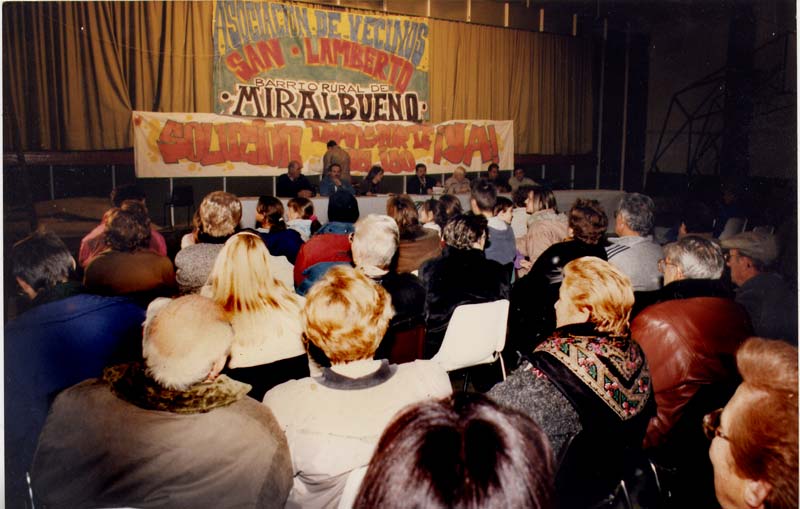 ASOCIACION DE VECINOS
SAN · LAMBERTO
BARRIO RURAL DE
· MIRALBUENO ·
SOLUCION ¡YA!